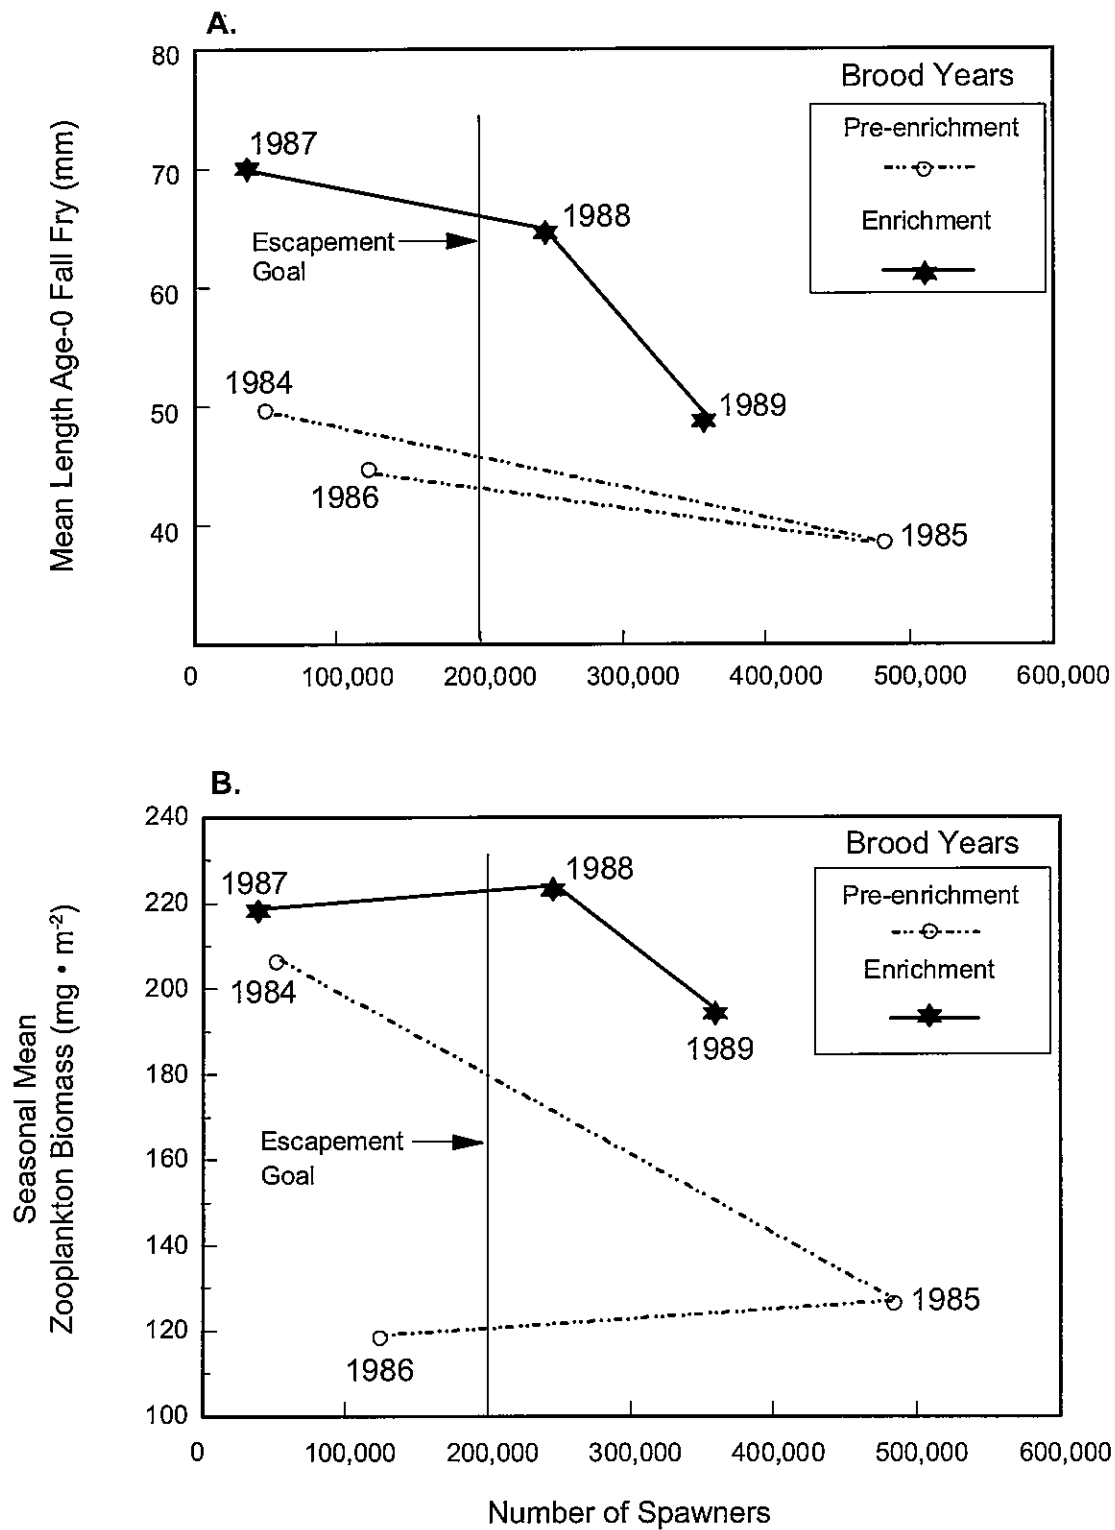 A.
Mean Length Age-0 Fall Fry (mm)
80
70
60
50
40
0
0
100,000
200,000
300,000
400,000
500,000
600,000
1987
1988
1989
1984
1986
1985
Escapement
Goal
Brood Years
Pre-enrichment
Enrichment
B.
Seasonal Mean
Zooplankton Biomass (mg • m⁻²)
240
220
200
180
160
140
120
100
0
100,000
200,000
300,000
400,000
500,000
600,000
1987
1988
1984
1989
1985
1986
Escapement
Goal
Brood Years
Pre-enrichment
Enrichment
Number of Spawners